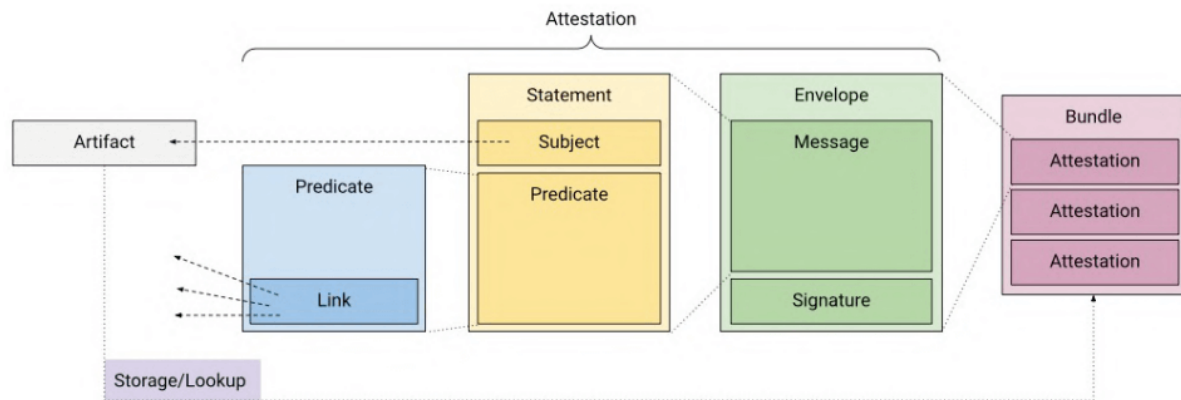 Attestation
Statement
Envelope
Bundle
Artifact
Subject
Message
Attestation
Predicate
Predicate
Attestation
Attestation
Link
Signature
Storage/Lookup